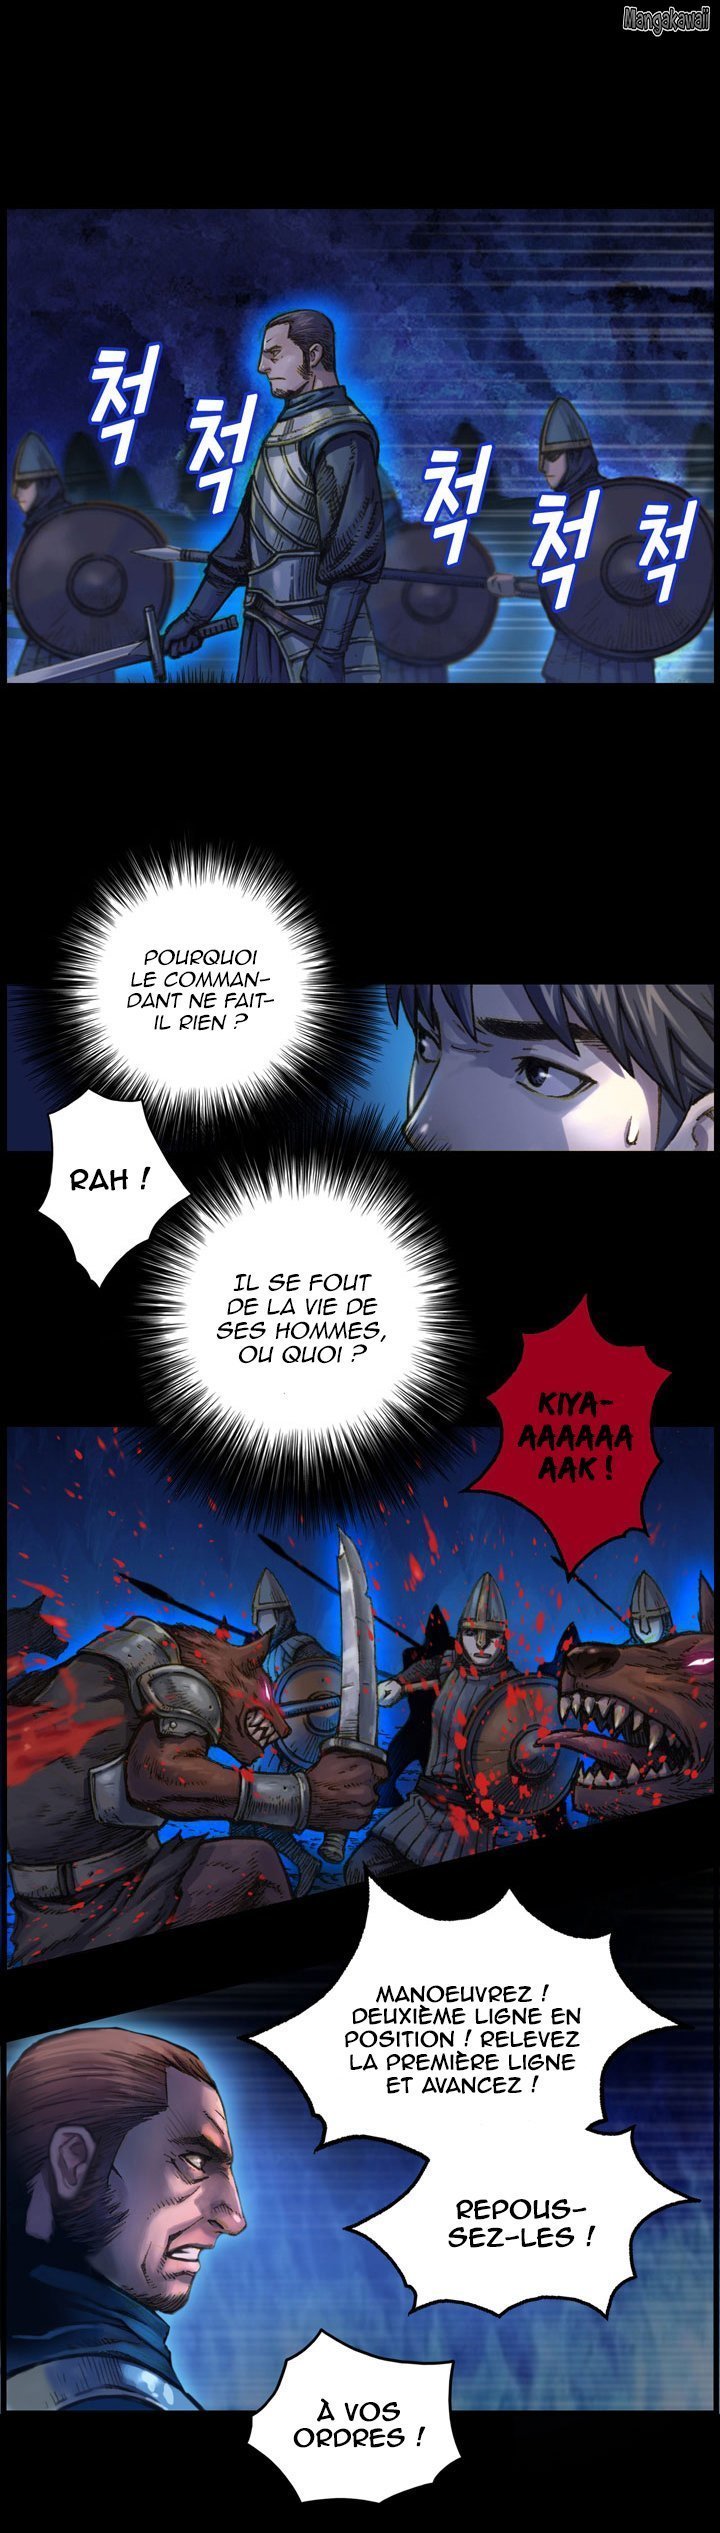 Mangakawaii
척
척
척
척
척
POURQUOI
LE COMMAN-
DANT NE FAIT-
IL RIEN ?
RAH !
IL SE FOUT
DE LA VIE DE
SES HOMMES,
OU QUOI ?
KIYA-
AAAAAA
AAK !
MANOEUVREZ !
DEUXIÈME LIGNE EN
POSITION ! RELEVEZ
LA PREMIÈRE LIGNE
ET AVANCEZ !
REPOUS-
SEZ-LES !
À VOS
ORDRES !